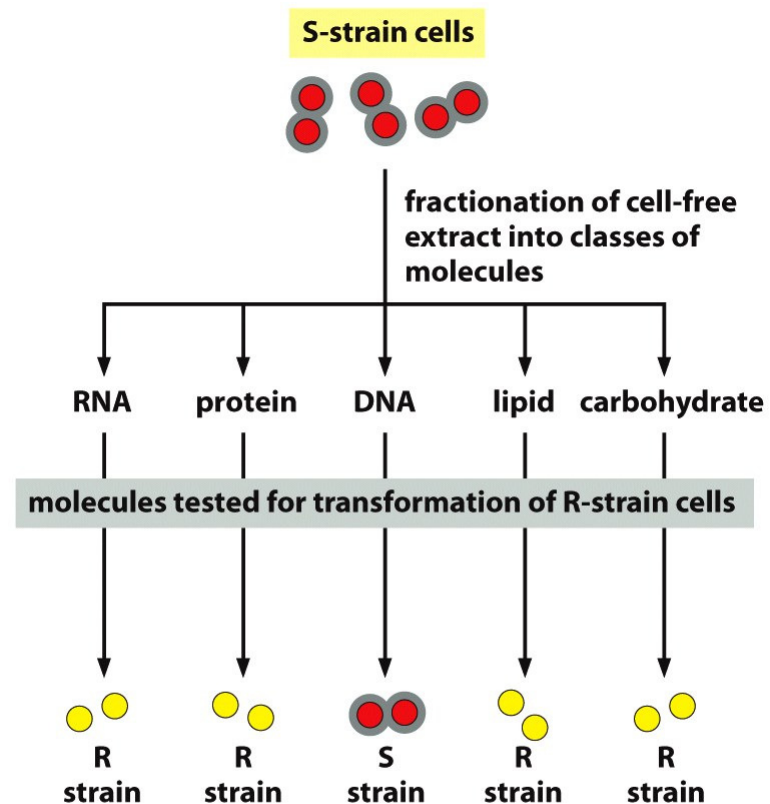 S-strain cells
fractionation of cell-free
extract into classes of
molecules
RNA protein DNA lipid carbohydrate
molecules tested for transformation of R-strain cells
R R S R R
strain strain strain strain strain